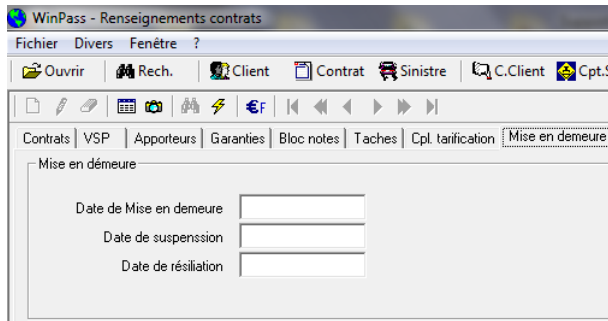 WinPass - Renseignements contrats
Fichier Divers Fenêtre ?
Ouvrir Rech. Client Contrat Sinistre C.Client Cpt.S
€F
Contrats VSP Apporteurs Garanties Bloc notes Taches Cpl. tarification Mise en demeure
Mise en démeure
Date de Mise en demeure
Date de suspenssion
Date de résiliation